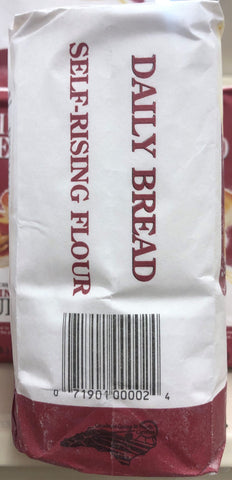 DAILY BREAD
SELF-RISING FLOUR
0 71901 00002 4